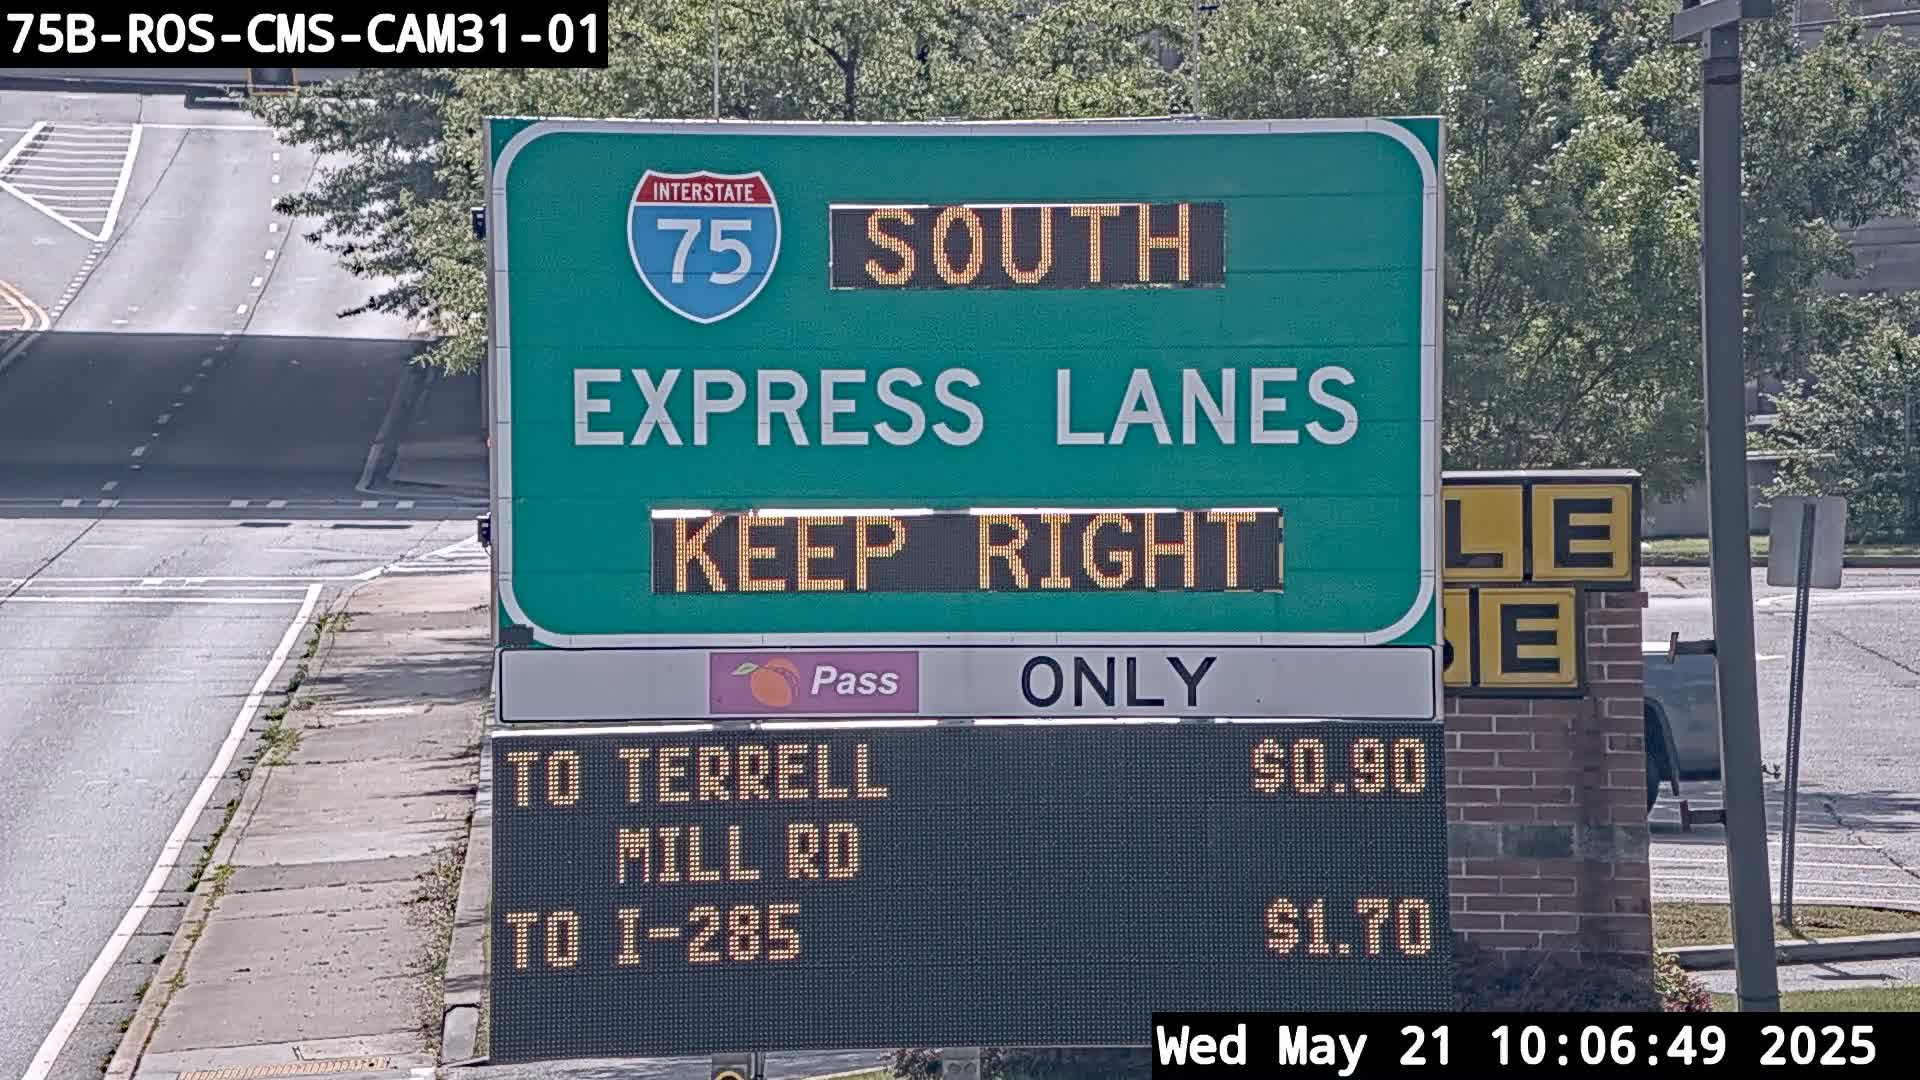 75B-ROS-CMS-CAM31-01
INTERSTATE
75
SOUTH
EXPRESS LANES
KEEP RIGHT
Pass ONLY
LE
E
TO TERRELL $0.90
MILL RD
TO I-285 $1.70
Wed May 21 10:06:49 2025